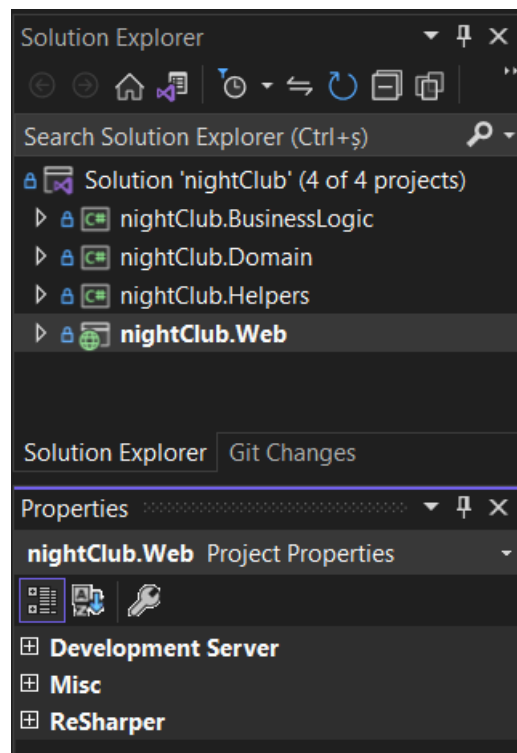 Solution Explorer
Search Solution Explorer (Ctrl+ș)
Solution 'nightClub' (4 of 4 projects)
C# nightClub.BusinessLogic
C# nightClub.Domain
C# nightClub.Helpers
nightClub.Web
Solution Explorer Git Changes
Properties
nightClub.Web Project Properties
Development Server
Misc
ReSharper